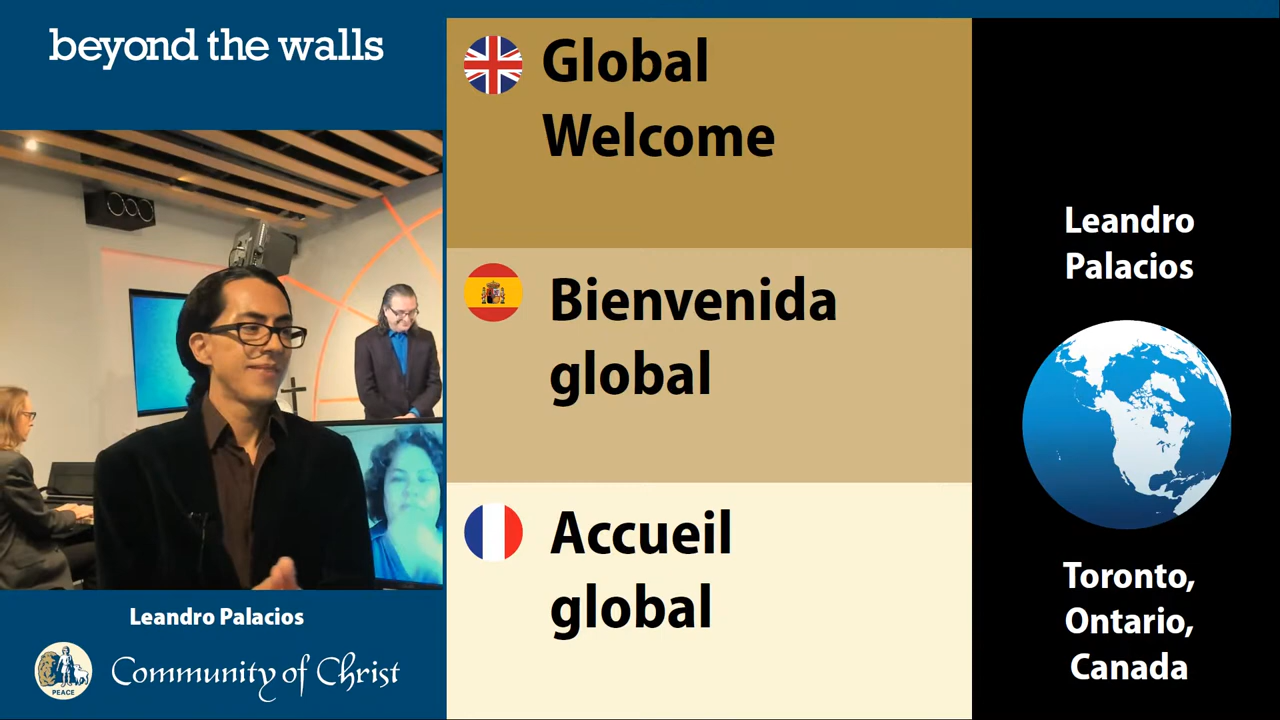 beyond the walls
Leandro Palacios
PEACE
Community of Christ
Global
Welcome
Bienvenida
global
Accueil
global
Leandro
Palacios
Toronto,
Ontario,
Canada